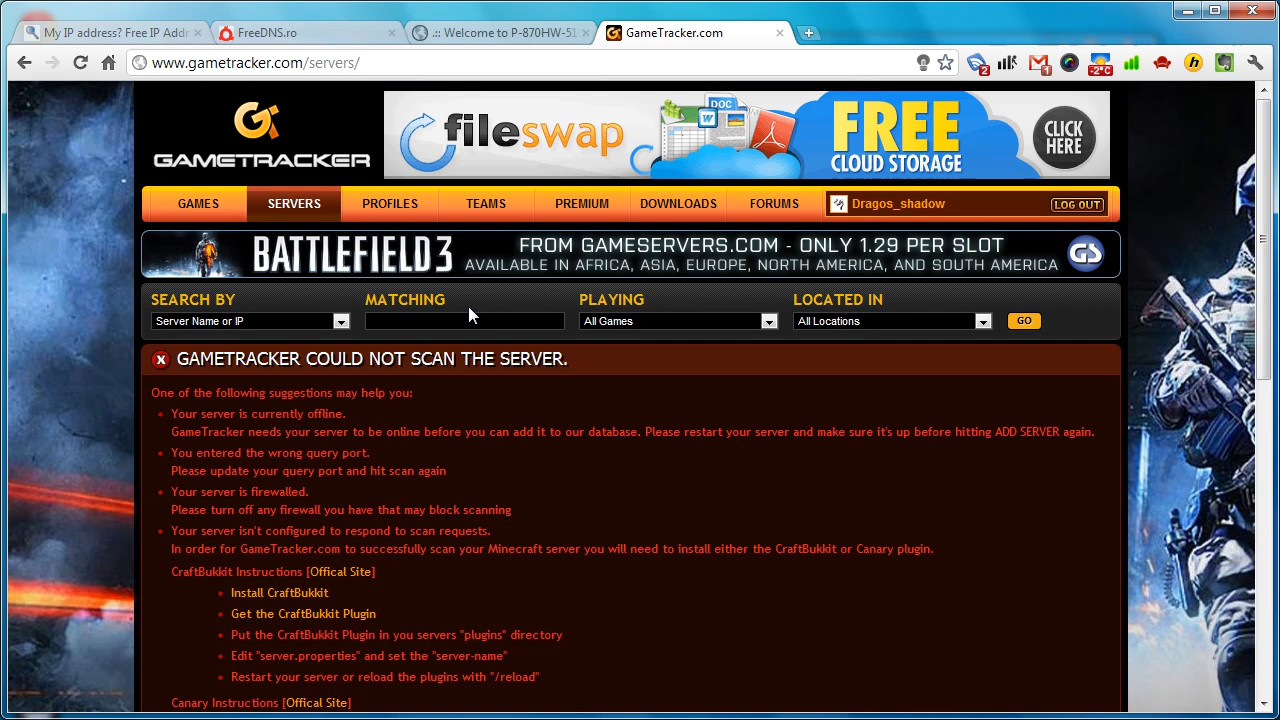 My IP address? Free IP Addr
FreeDNS.ro
.:: Welcome to P-870HW-51
GameTracker.com
www.gametracker.com/servers/
2
1
-2°C
h
GAMETRACKER
fileswap
DOC
W
FREE
CLOUD STORAGE
CLICK
HERE
GAMES
SERVERS
PROFILES
TEAMS
PREMIUM
DOWNLOADS
FORUMS
Dragos_shadow
LOG OUT
BATTLEFIELD 3
FROM GAMESERVERS.COM - ONLY 1.29 PER SLOT
AVAILABLE IN AFRICA, ASIA, EUROPE, NORTH AMERICA, AND SOUTH AMERICA
GS
SEARCH BY
MATCHING
PLAYING
LOCATED IN
Server Name or IP
All Games
All Locations
GO
GAMETRACKER COULD NOT SCAN THE SERVER.
One of the following suggestions may help you:
Your server is currently offline.
GameTracker needs your server to be online before you can add it to our database. Please restart your server and make sure it's up before hitting ADD SERVER again.
You entered the wrong query port.
Please update your query port and hit scan again
Your server is firewalled.
Please turn off any firewall you have that may block scanning
Your server isn't configured to respond to scan requests.
In order for GameTracker.com to successfully scan your Minecraft server you will need to install either the CraftBukkit or Canary plugin.
CraftBukkit Instructions [Offical Site]
Install CraftBukkit
Get the CraftBukkit Plugin
Put the CraftBukkit Plugin in you servers "plugins" directory
Edit "server.properties" and set the "server-name"
Restart your server or reload the plugins with "/reload"
Canary Instructions [Offical Site]